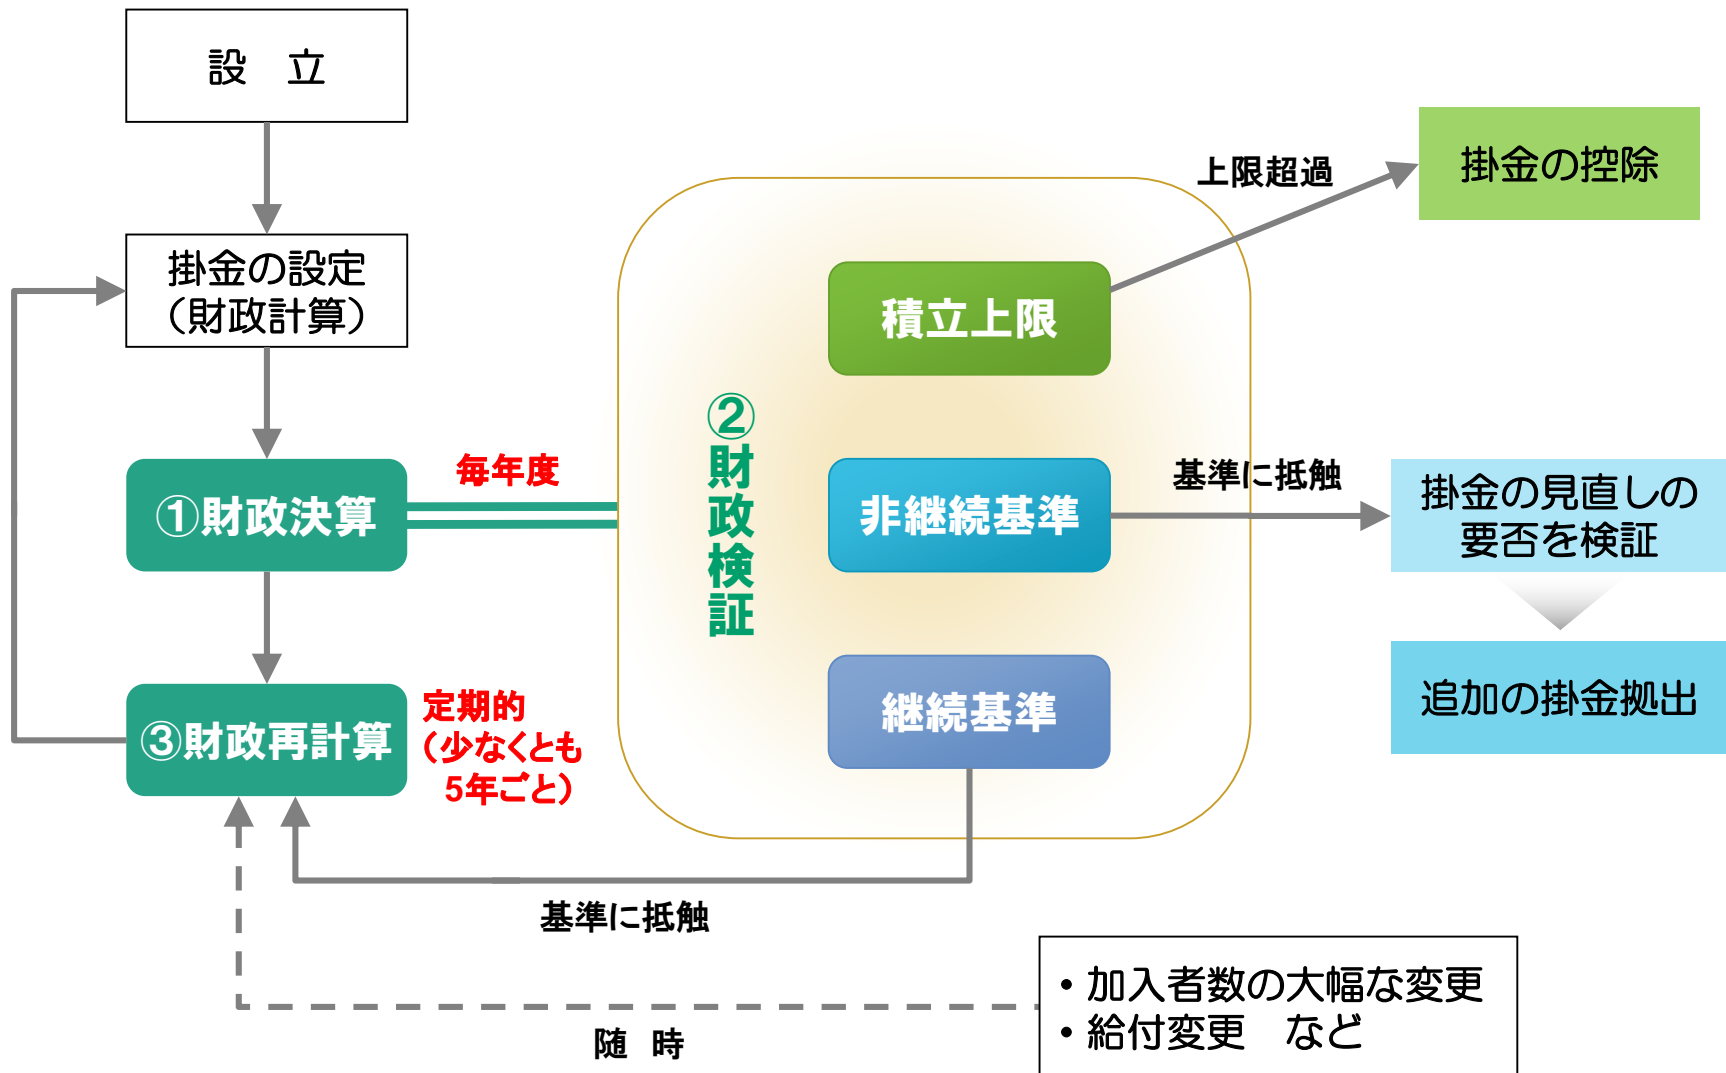 設　立
掛金の設定
（財政計算）
①財政決算
毎年度
③財政再計算
定期的
（少なくとも
5年ごと）
②財政検証
積立上限
非継続基準
継続基準
上限超過
掛金の控除
基準に抵触
掛金の見直しの
要否を検証
追加の掛金拠出
基準に抵触
随　時
・加入者数の大幅な変更
・給付変更　など